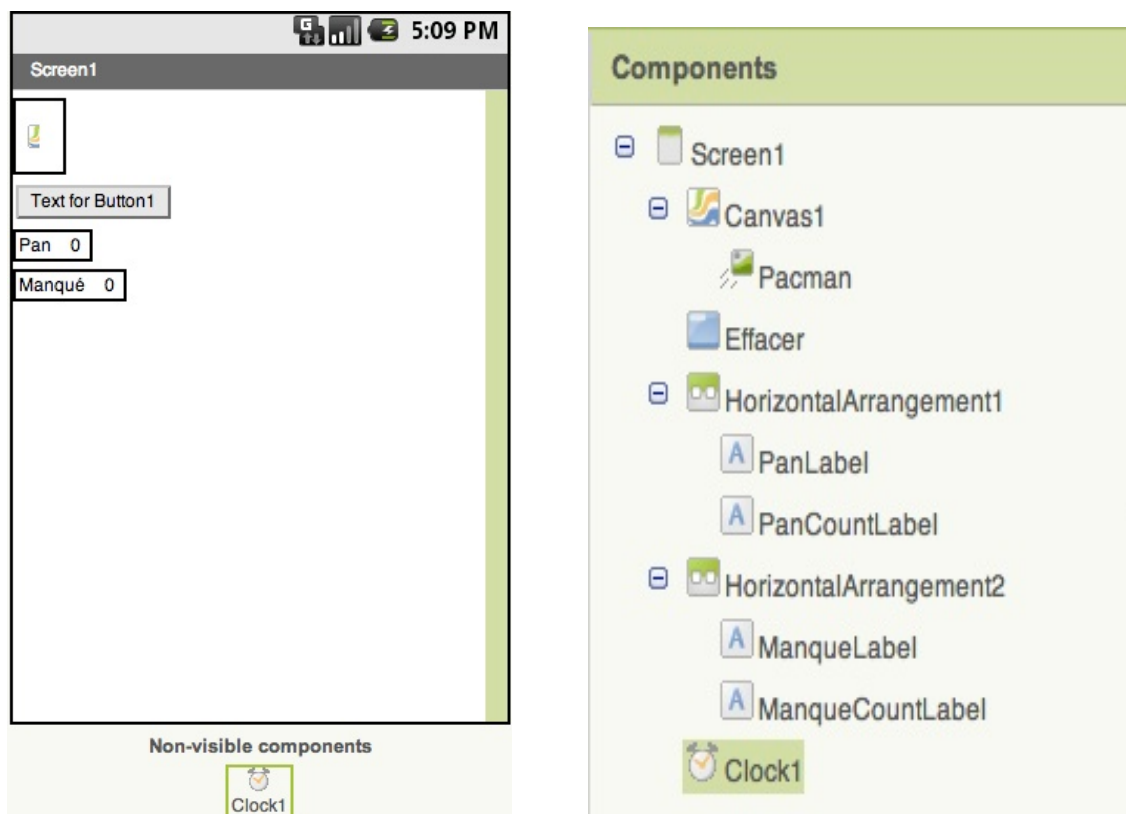 5:09 PM
Screen1
Text for Button1
Pan 0
Manqué 0
Non-visible components
Clock1
Components
Screen1
Canvas1
Pacman
Effacer
HorizontalArrangement1
PanLabel
PanCountLabel
HorizontalArrangement2
ManqueLabel
ManqueCountLabel
Clock1